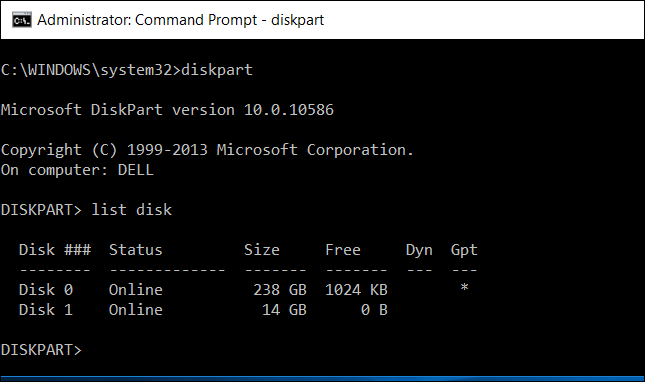 Administrator: Command Prompt - diskpart
C:\WINDOWS\system32>diskpart
Microsoft DiskPart version 10.0.10586
Copyright (C) 1999-2013 Microsoft Corporation.
On computer: DELL
DISKPART> list disk
  Disk ###  Status         Size     Free     Dyn  Gpt
  --------  -------------  -------  -------  ---  ---
  Disk 0    Online          238 GB  1024 KB        *
  Disk 1    Online           14 GB      0 B
DISKPART>